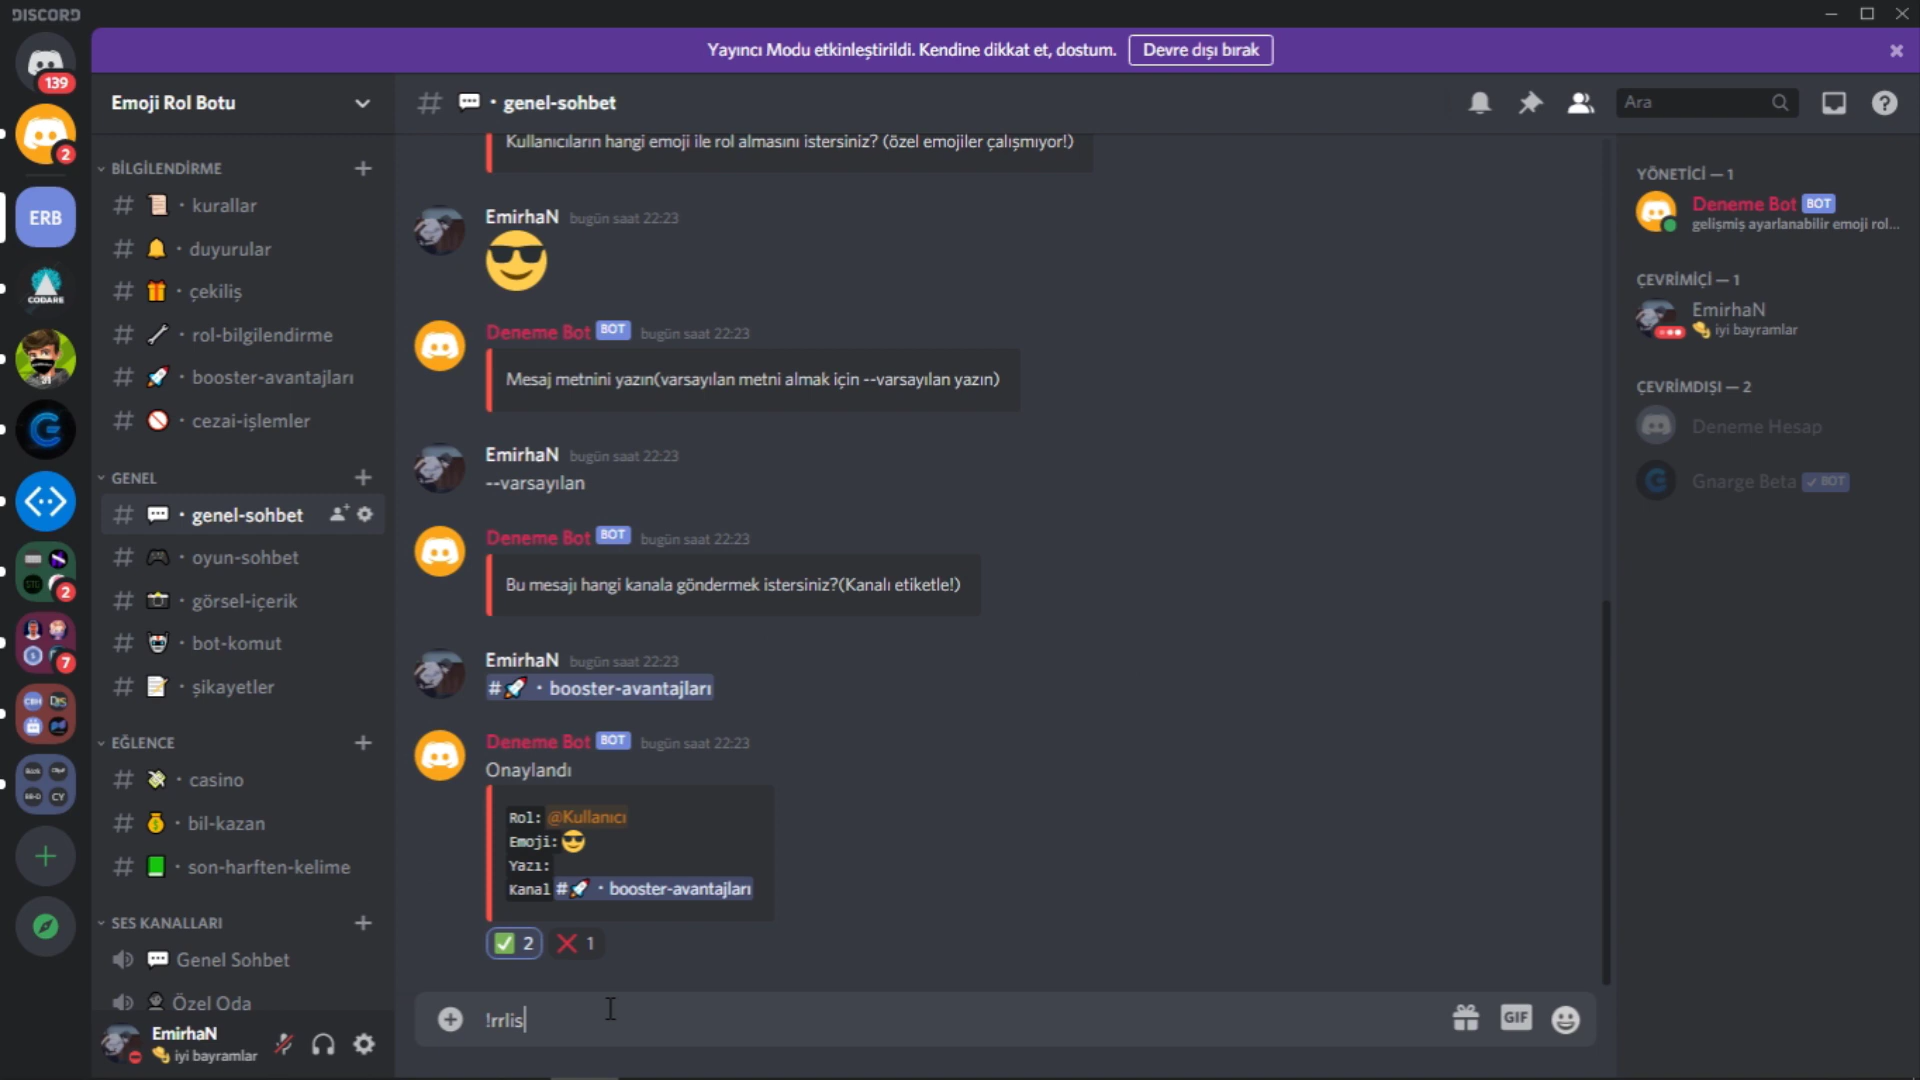 DISCORD
Yayıncı Modu etkinleştirildi. Kendine dikkat et, dostum. Devre dışı bırak
139
2
ERB
CODARE
2
7
CY
Emoji Rol Botu
BİLGİLENDİRME
kurallar
duyurular
çekiliş
rol-bilgilendirme
booster-avantajları
cezai-işlemler
GENEL
genel-sohbet
oyun-sohbet
görsel-içerik
bot-komut
şikayetler
EĞLENCE
casino
bil-kazan
son-harften-kelime
SES KANALLARI
Genel Sohbet
Özel Oda
EmirhaN
iyi bayramlar
# genel-sohbet
Ara
Kullanıcıların hangi emoji ile rol almasını istersiniz? (özel emojiler çalışmıyor!)
EmirhaN bugün saat 22:23
Deneme Bot BOT bugün saat 22:23
Mesaj metnini yazın(varsayılan metni almak için --varsayılan yazın)
EmirhaN bugün saat 22:23
--varsayılan
Deneme Bot BOT bugün saat 22:23
Bu mesajı hangi kanala göndermek istersiniz?(Kanalı etiketle!)
EmirhaN bugün saat 22:23
# booster-avantajları
Deneme Bot BOT bugün saat 22:23
Onaylandı
Rol: @Kullanıcı
Emoji:
Yazı:
Kanal # booster-avantajları
2 1
!rrlis
GIF
YÖNETİCİ — 1
Deneme Bot BOT
gelişmiş ayarlanabilir emoji rol...
ÇEVRİMİÇİ — 1
EmirhaN
iyi bayramlar
ÇEVRİMDIŞI — 2
Deneme Hesap
Gnarge Beta BOT